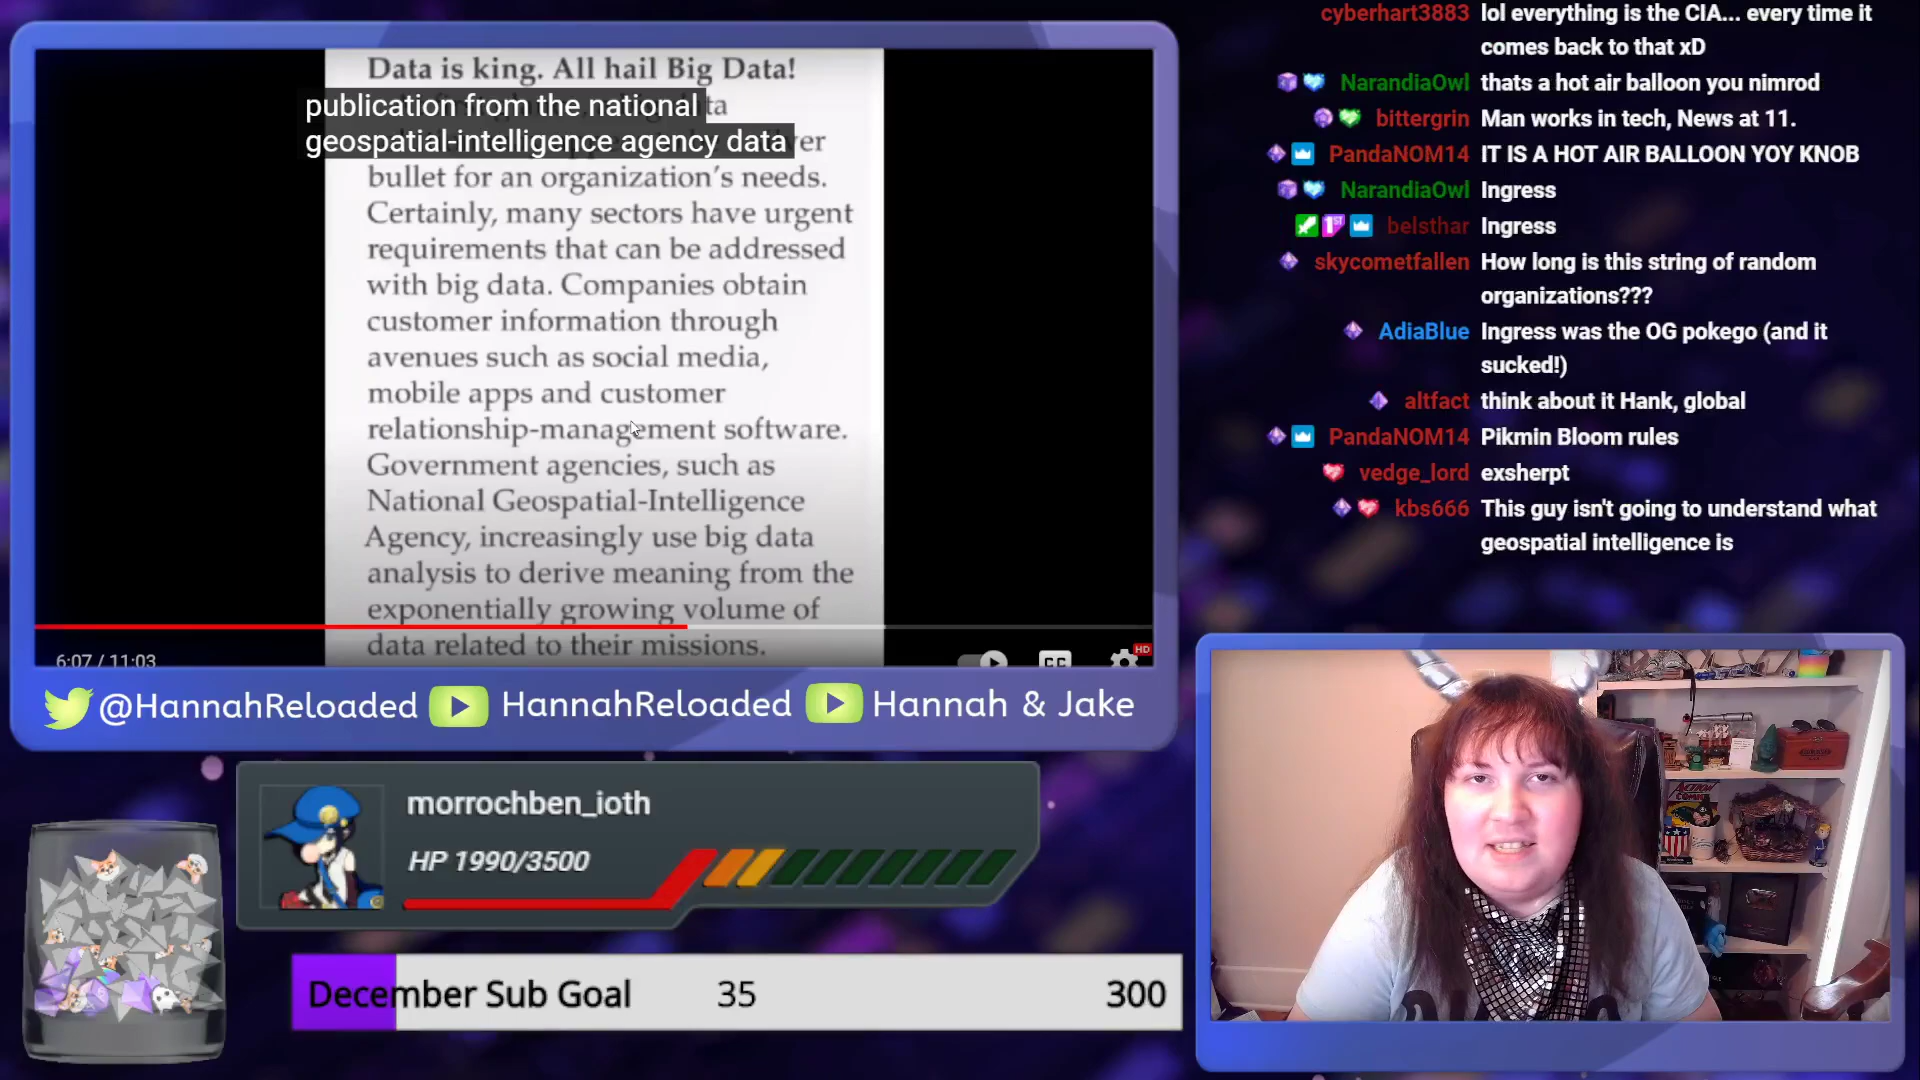 Data is king. All hail Big Data!
publication from the national
geospatial-intelligence agency data
bullet for an organization's needs.
Certainly, many sectors have urgent
requirements that can be addressed
with big data. Companies obtain
customer information through
avenues such as social media,
mobile apps and customer
relationship-management software.
Government agencies, such as
National Geospatial-Intelligence
Agency, increasingly use big data
analysis to derive meaning from the
exponentially growing volume of
data related to their missions.
6:07 / 11:03
CC
HD
@HannahReloaded HannahReloaded Hannah & Jake
morrochben_ioth
HP 1990/3500
December Sub Goal 35 300
cyberhart3883 lol everything is the CIA... every time it
comes back to that xD
NarandiaOwl thats a hot air balloon you nimrod
bittergrin Man works in tech, News at 11.
PandaNOM14 IT IS A HOT AIR BALLOON YOY KNOB
NarandiaOwl Ingress
belsthar Ingress
skycometfallen How long is this string of random
organizations???
AdiaBlue Ingress was the OG pokego (and it
sucked!)
altfact think about it Hank, global
PandaNOM14 Pikmin Bloom rules
vedge_lord exsherpt
kbs666 This guy isn't going to understand what
geospatial intelligence is